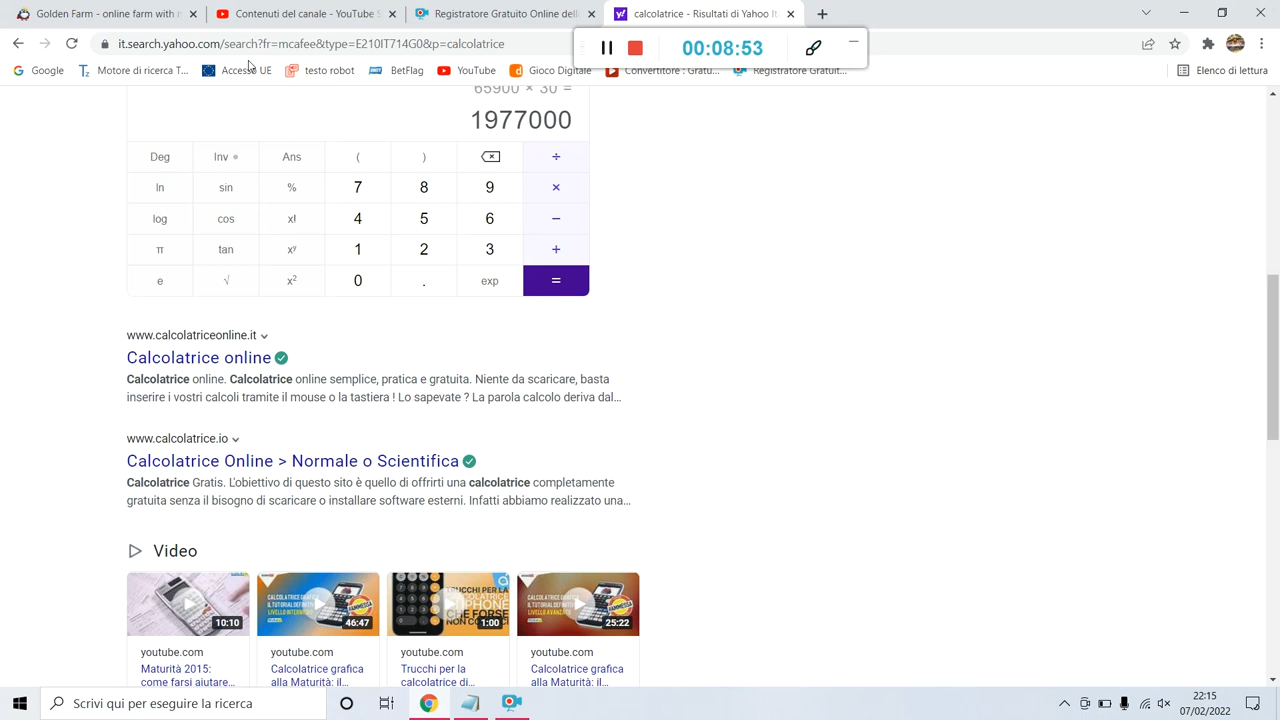 Golden farm - online farm with m
Contenuti di canale - YouTube S
Registratore Gratuito Online dell
calcolatrice - Risultati di Yahoo It
it.search.yahoo.com/search?fr=mcafee&type=E210IT714G0&p=calcolatrice
00:08:53
Google
Motore di ricerca T...
Accesso UE
testo robot
BetFlag
YouTube
Gioco Digitale
Convertitore : Gratu...
Registratore Gratuit...
Elenco di lettura
65900 × 30 =
1977000
Deg Inv Ans ( ) ÷
ln sin % 7 8 9 ×
log cos x! 4 5 6 −
π tan xʸ 1 2 3 +
e √ x² 0 . exp =
www.calcolatriceonline.it
Calcolatrice online
Calcolatrice online. Calcolatrice online semplice, pratica e gratuita. Niente da scaricare, basta
inserire i vostri calcoli tramite il mouse o la tastiera ! Lo sapevate ? La parola calcolo deriva dal...
www.calcolatrice.io
Calcolatrice Online > Normale o Scientifica
Calcolatrice Gratis. L'obiettivo di questo sito è quello di offrirti una calcolatrice completamente
gratuita senza il bisogno di scaricare o installare software esterni. Infatti abbiamo realizzato una...
Video
10:10
46:47
1:00
25:22
youtube.com
Maturità 2015:
come farsi aiutare...
youtube.com
Calcolatrice grafica
alla Maturità: il...
youtube.com
Trucchi per la
calcolatrice di...
youtube.com
Calcolatrice grafica
alla Maturità: il...
Scrivi qui per eseguire la ricerca
22:15
07/02/2022